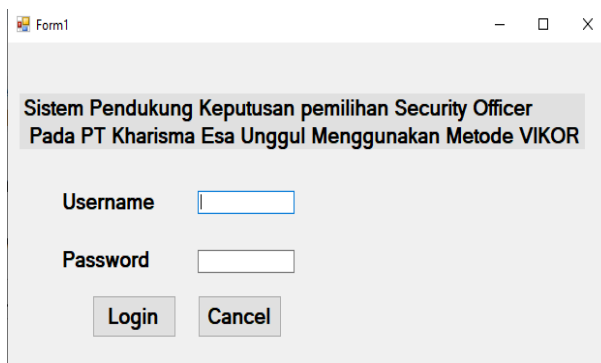 Form1
Sistem Pendukung Keputusan pemilihan Security Officer
Pada PT Kharisma Esa Unggul Menggunakan Metode VIKOR
Username
Password
Login Cancel